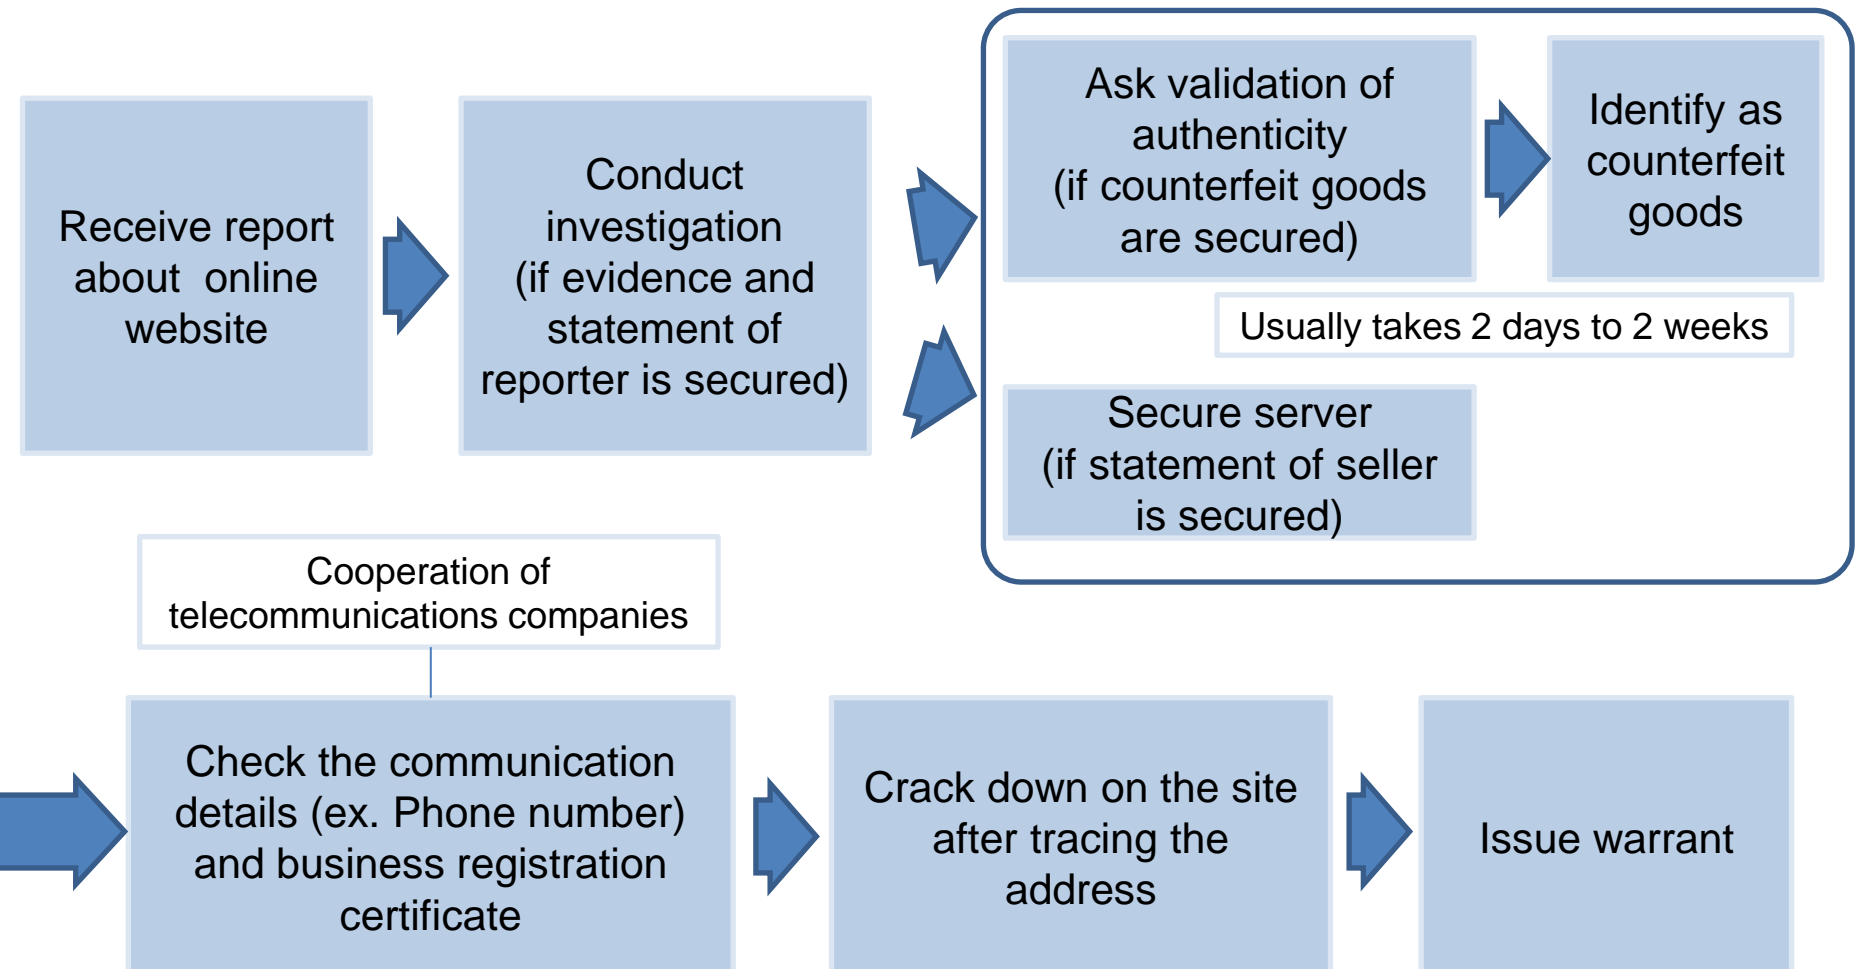 Receive report
about online
website
Conduct
investigation
(if evidence and
statement of
reporter is secured)
Ask validation of
authenticity
(if counterfeit goods
are secured)
Identify as
counterfeit
goods
Usually takes 2 days to 2 weeks
Secure server
(if statement of seller
is secured)
Cooperation of
telecommunications companies
Check the communication
details (ex. Phone number)
and business registration
certificate
Crack down on the site
after tracing the
address
Issue warrant